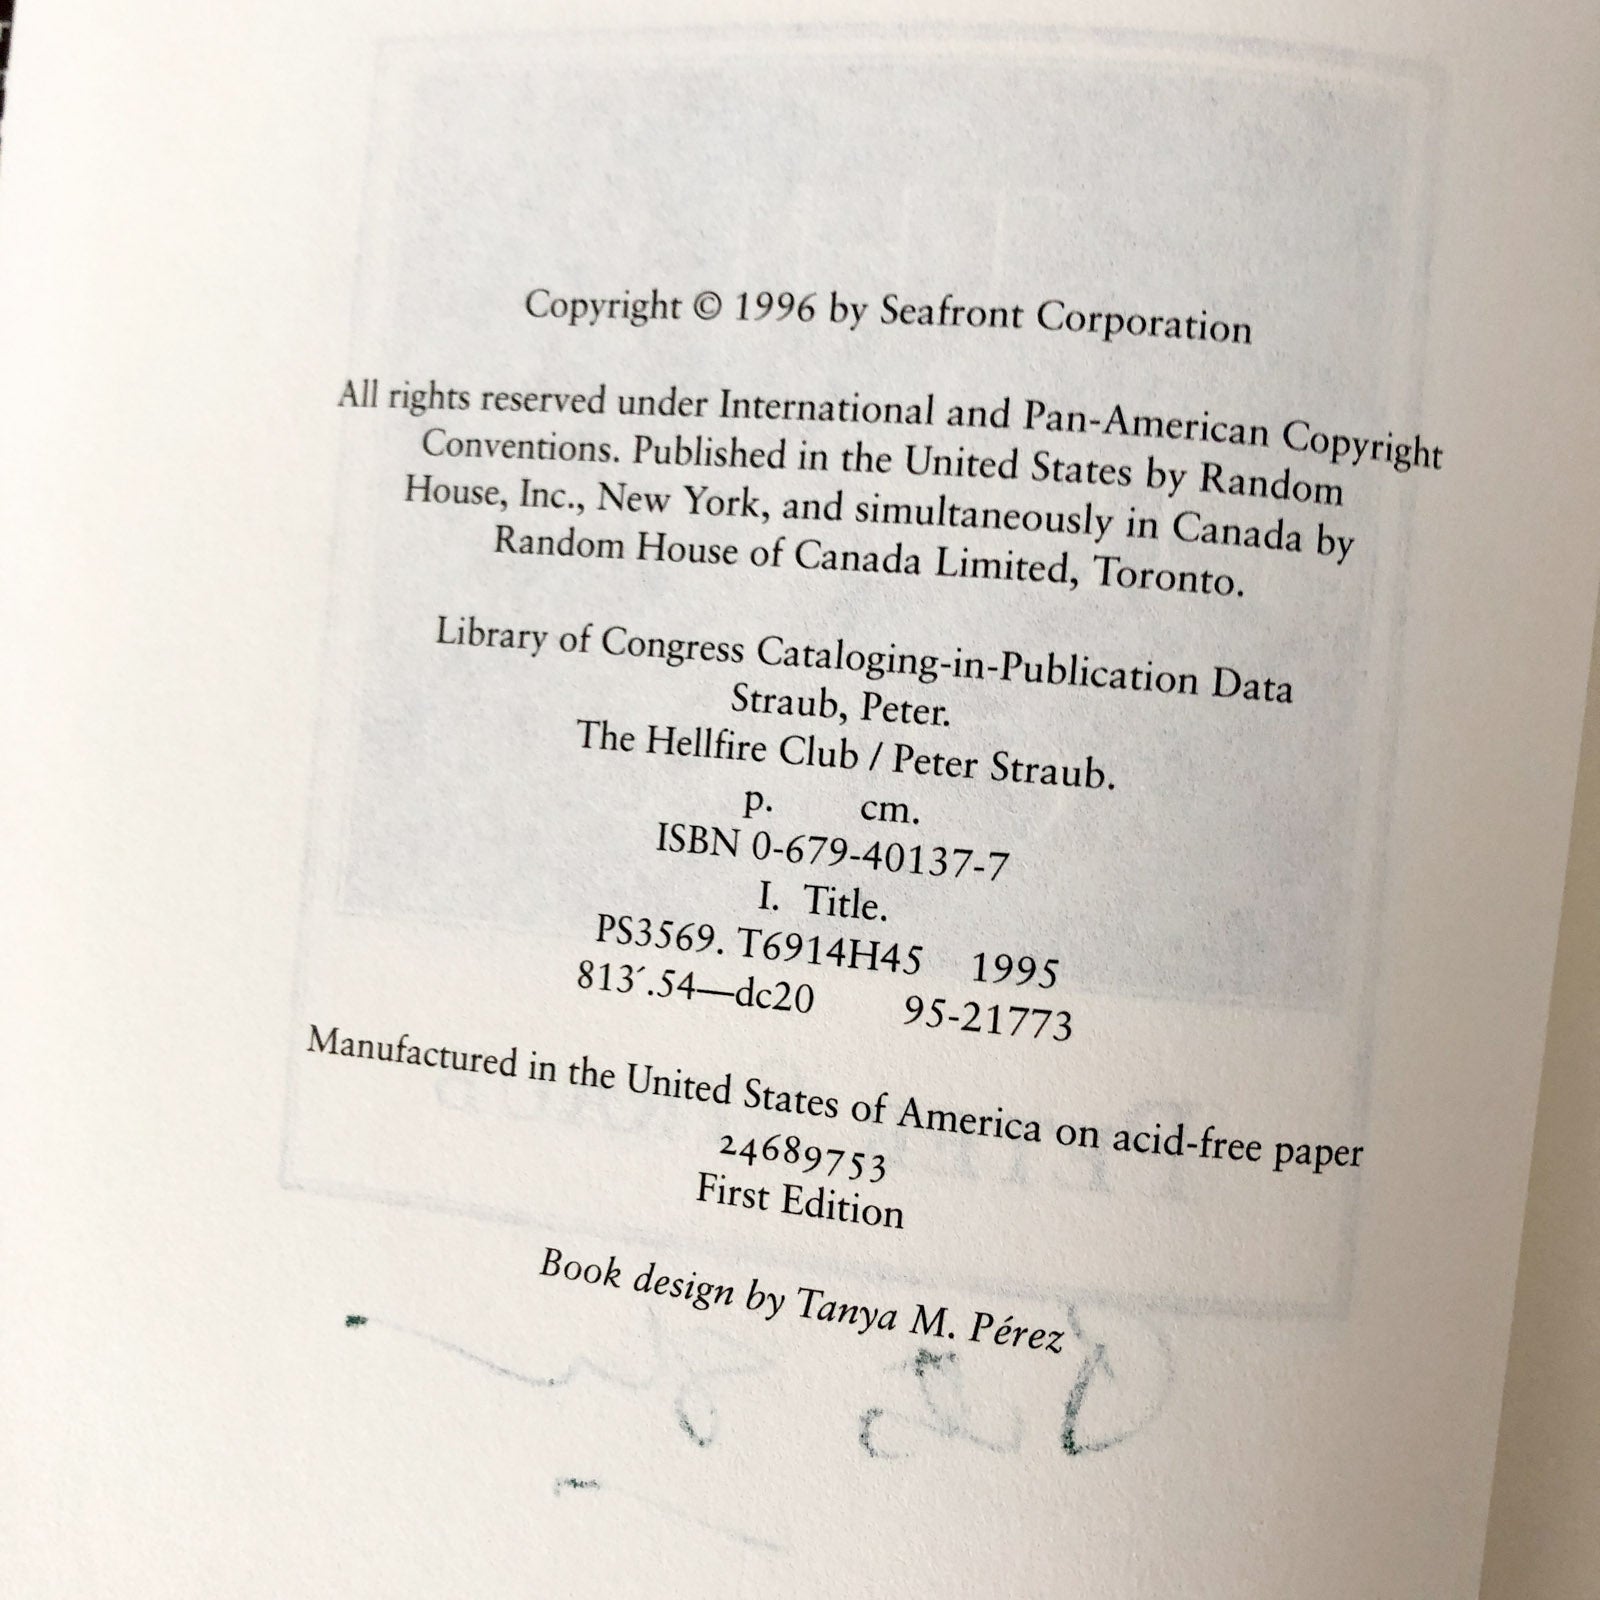 Copyright © 1996 by Seafront Corporation
All rights reserved under International and Pan-American Copyright
Conventions. Published in the United States by Random
House, Inc., New York, and simultaneously in Canada by
Random House of Canada Limited, Toronto.
Library of Congress Cataloging-in-Publication Data
Straub, Peter.
The Hellfire Club / Peter Straub.
p. cm.
ISBN 0-679-40137-7
I. Title.
PS3569. T6914H45 1995
813´.54—dc20 95-21773
Manufactured in the United States of America on acid-free paper
24689753
First Edition
Book design by Tanya M. Pérez